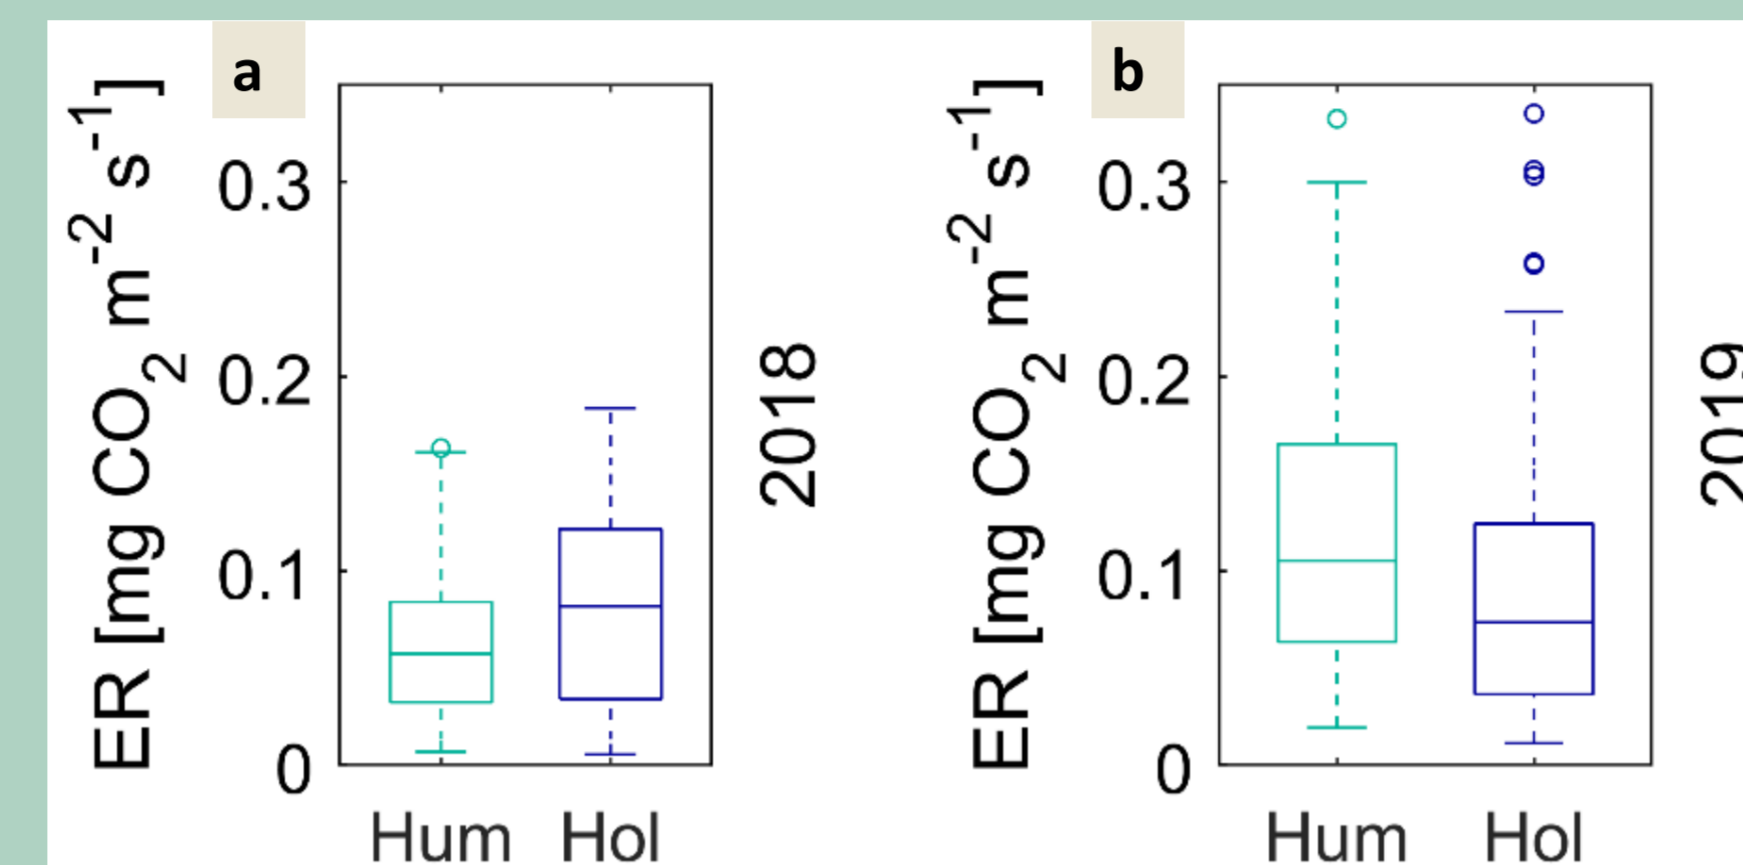 a
ER [mg CO₂ m⁻² s⁻¹]
0.3
0.2
0.1
0
Hum Hol
2018
b
ER [mg CO₂ m⁻² s⁻¹]
0.3
0.2
0.1
0
Hum Hol
2019